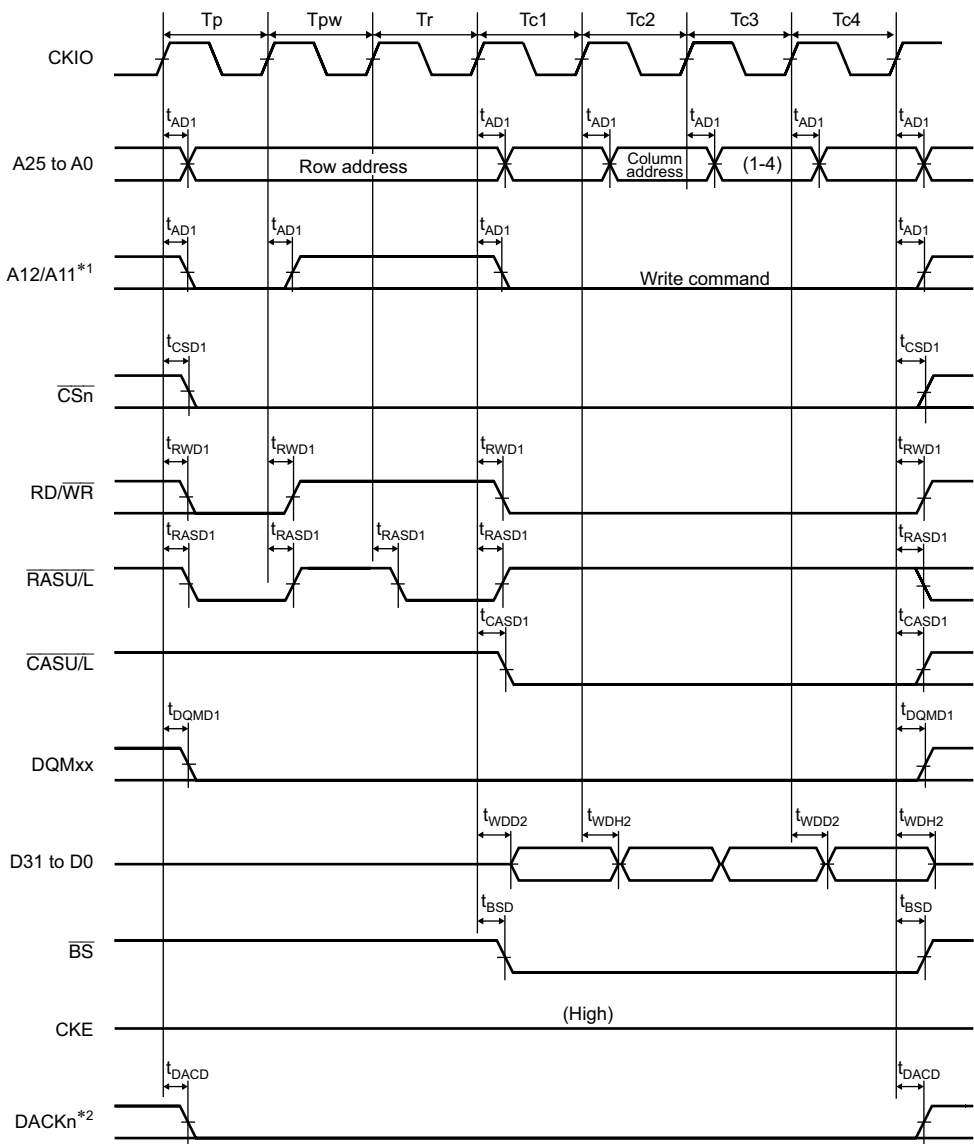 Tp Tpw Tr Tc1 Tc2 Tc3 Tc4
CKIO
tAD1 tAD1 tAD1 tAD1 tAD1 tAD1
A25 to A0 Row address Column address (1-4)
tAD1 tAD1 tAD1 tAD1
A12/A11*1 Write command
tCSD1 tCSD1
CSn
tRWD1 tRWD1 tRWD1 tRWD1
RD/WR
tRASD1 tRASD1 tRASD1 tRASD1 tRASD1
RASU/L
tCASD1 tCASD1
CASU/L
tDQMD1 tDQMD1
DQMxx
tWDD2 tWDH2 tWDD2 tWDH2
D31 to D0
tBSD tBSD
BS
(High)
CKE
tDACD tDACD
DACKn*2